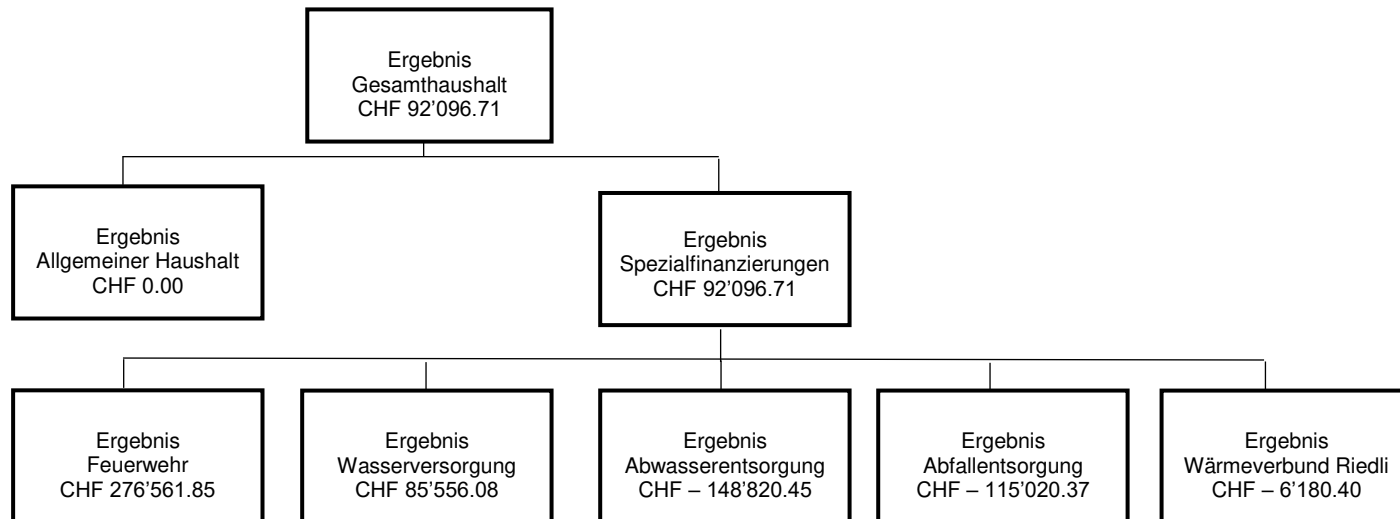 Ergebnis
Gesamthaushalt
CHF 92’096.71
Ergebnis
Allgemeiner Haushalt
CHF 0.00
Ergebnis
Spezialfinanzierungen
CHF 92’096.71
Ergebnis
Feuerwehr
CHF 276’561.85
Ergebnis
Wasserversorgung
CHF 85’556.08
Ergebnis
Abwasserentsorgung
CHF – 148’820.45
Ergebnis
Abfallentsorgung
CHF – 115’020.37
Ergebnis
Wärmeverbund Riedli
CHF – 6’180.40